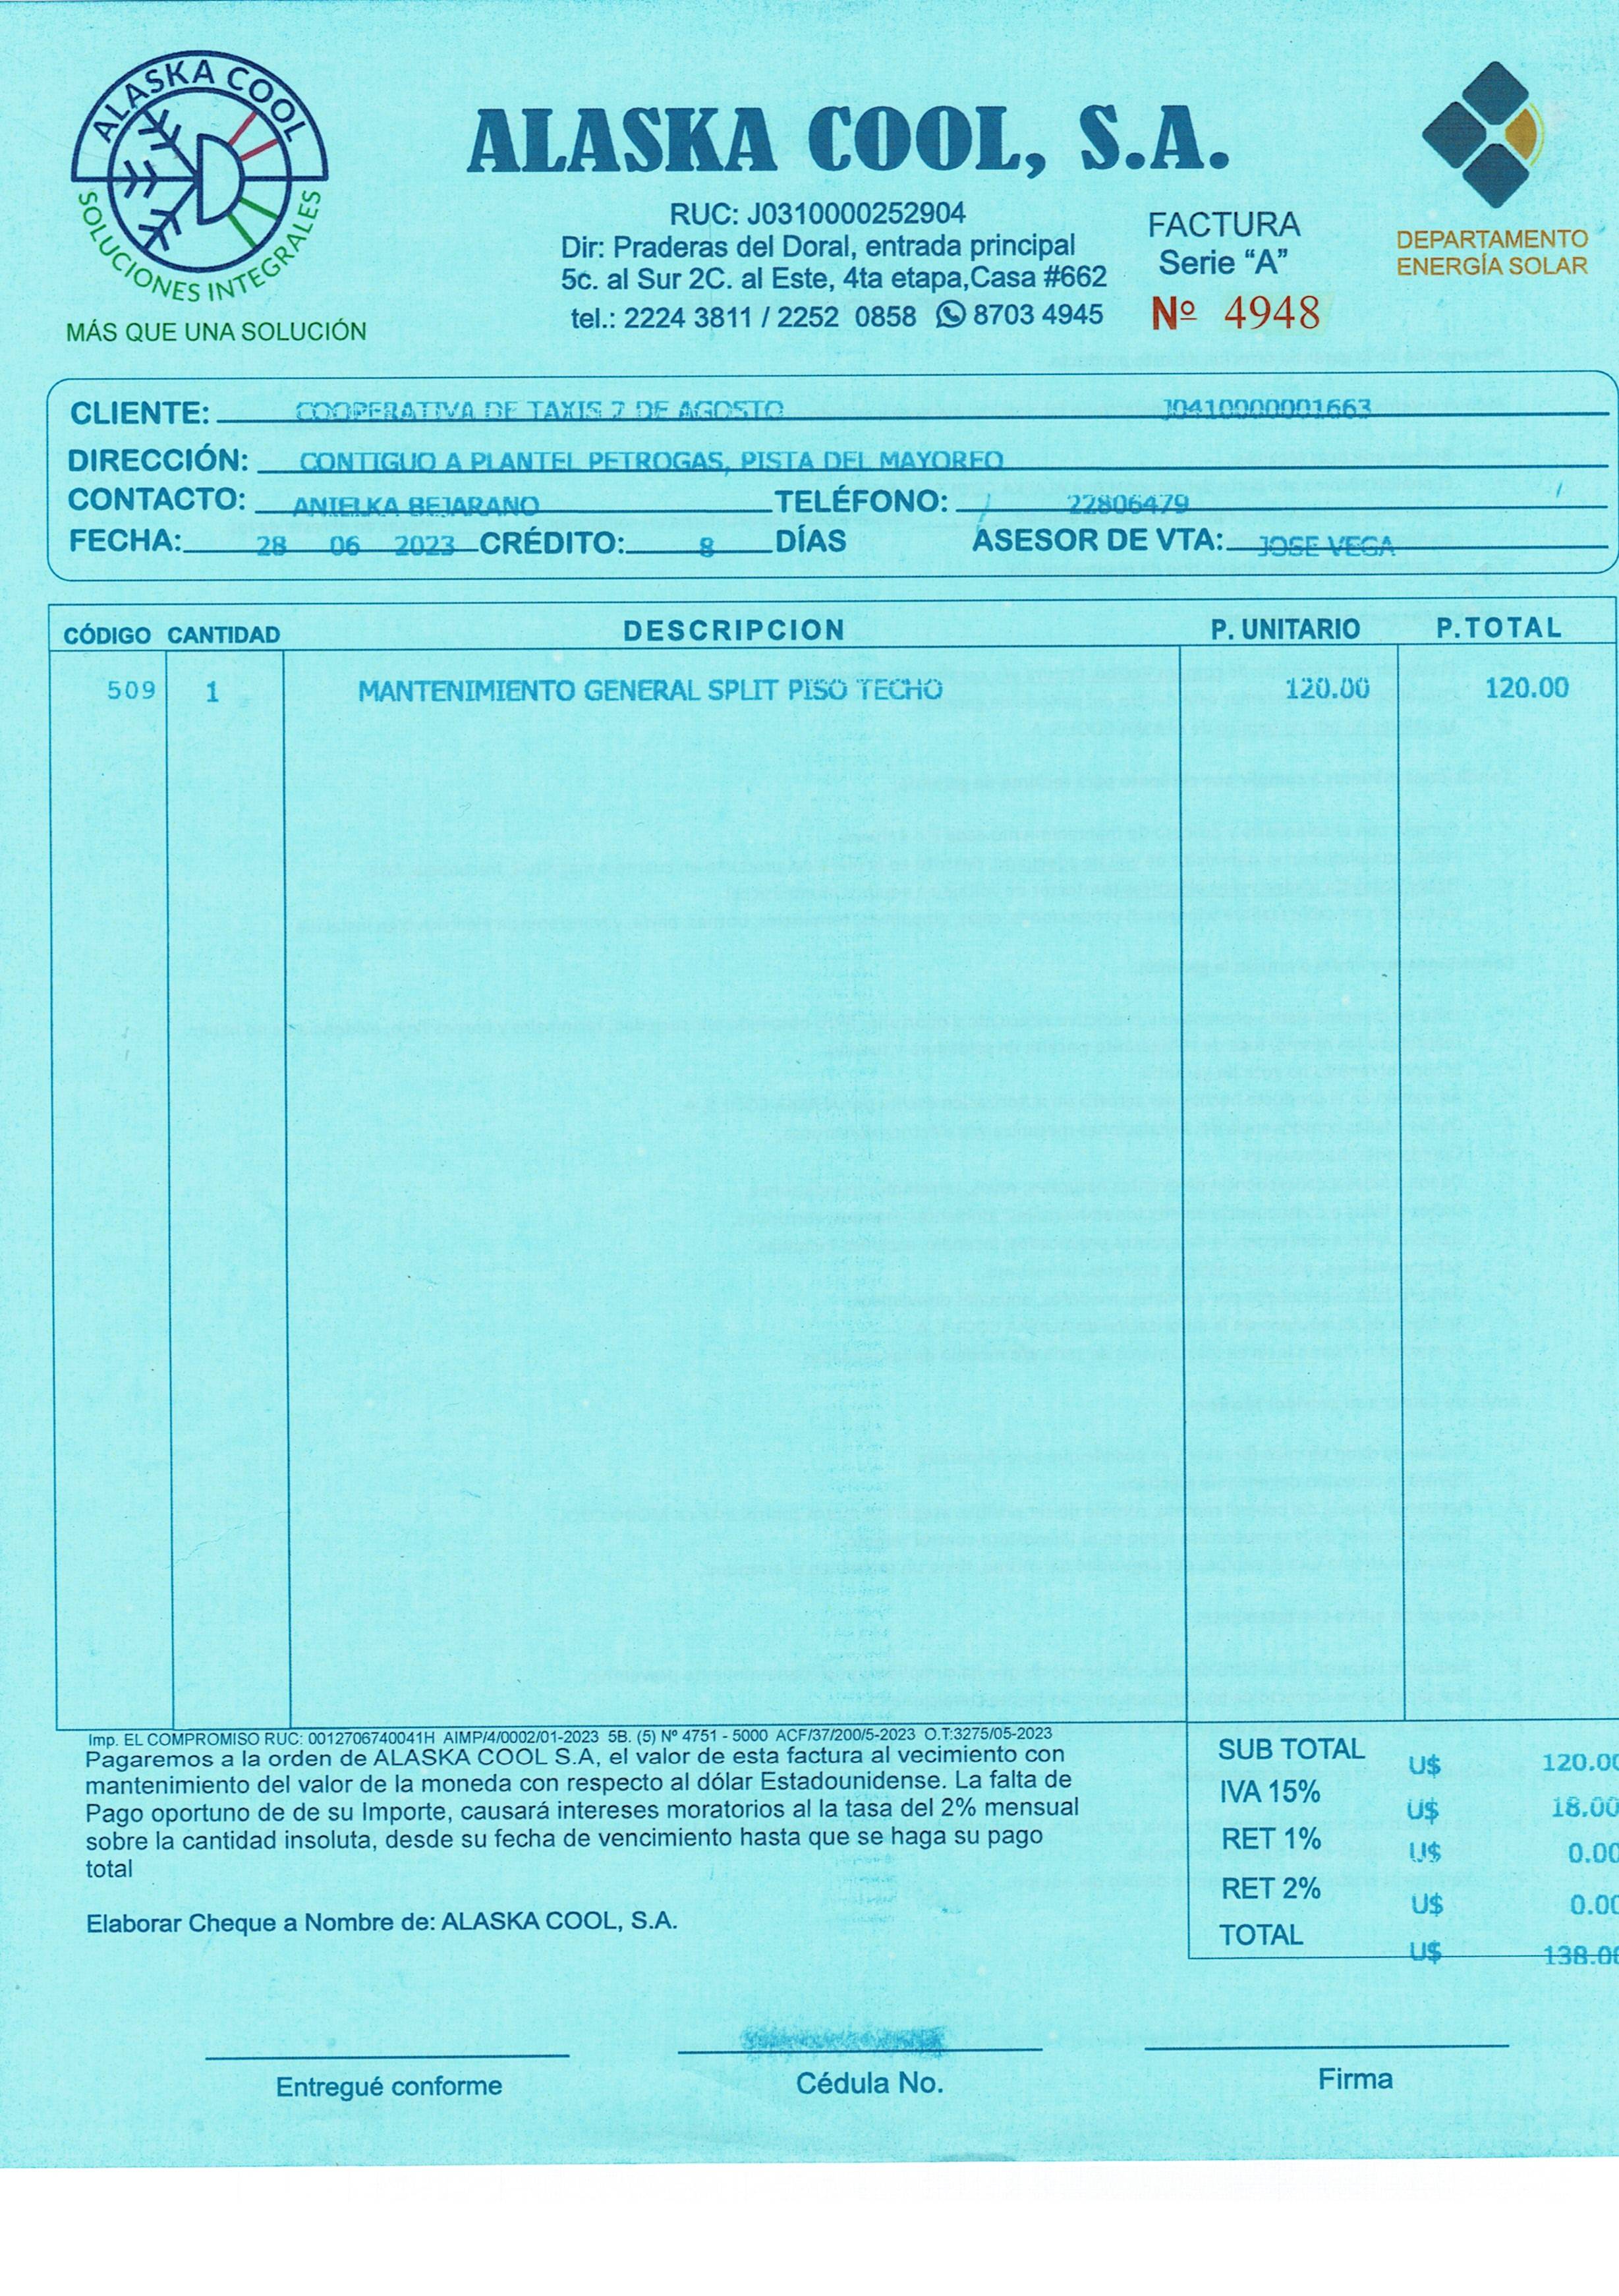 ALASKA COOL
SOLUCIONES INTEGRALES
MÁS QUE UNA SOLUCIÓN
ALASKA COOL, S.A.
RUC: J0310000252904
Dir: Praderas del Doral, entrada principal
5c. al Sur 2C. al Este, 4ta etapa,Casa #662
tel.: 2224 3811 / 2252 0858 8703 4945
FACTURA
Serie “A”
Nº 4948
DEPARTAMENTO
ENERGÍA SOLAR
CLIENTE: COOPERATIVA DE TAXIS 2 DE AGOSTO J0410000001663
DIRECCIÓN: CONTIGUO A PLANTEL PETROGAS, PISTA DEL MAYOREO
CONTACTO: ANIELKA BEJARANO TELÉFONO: 22806479
FECHA: 28 06 2023 CRÉDITO: 8 DÍAS ASESOR DE VTA: JOSE VEGA
CÓDIGO CANTIDAD DESCRIPCION P. UNITARIO P.TOTAL
509 1 MANTENIMIENTO GENERAL SPLIT PISO TECHO 120.00 120.00
Imp. EL COMPROMISO RUC: 0012706740041H AIMP/4/0002/01-2023 5B. (5) Nº 4751 - 5000 ACF/37/200/5-2023 O.T:3275/05-2023
Pagaremos a la orden de ALASKA COOL S.A, el valor de esta factura al vecimiento con
mantenimiento del valor de la moneda con respecto al dólar Estadounidense. La falta de
Pago oportuno de de su Importe, causará intereses moratorios al la tasa del 2% mensual
sobre la cantidad insoluta, desde su fecha de vencimiento hasta que se haga su pago
total
Elaborar Cheque a Nombre de: ALASKA COOL, S.A.
SUB TOTAL U$ 120.00
IVA 15% U$ 18.00
RET 1% U$ 0.00
RET 2% U$ 0.00
TOTAL U$ 138.00
Entregué conforme
Cédula No.
Firma